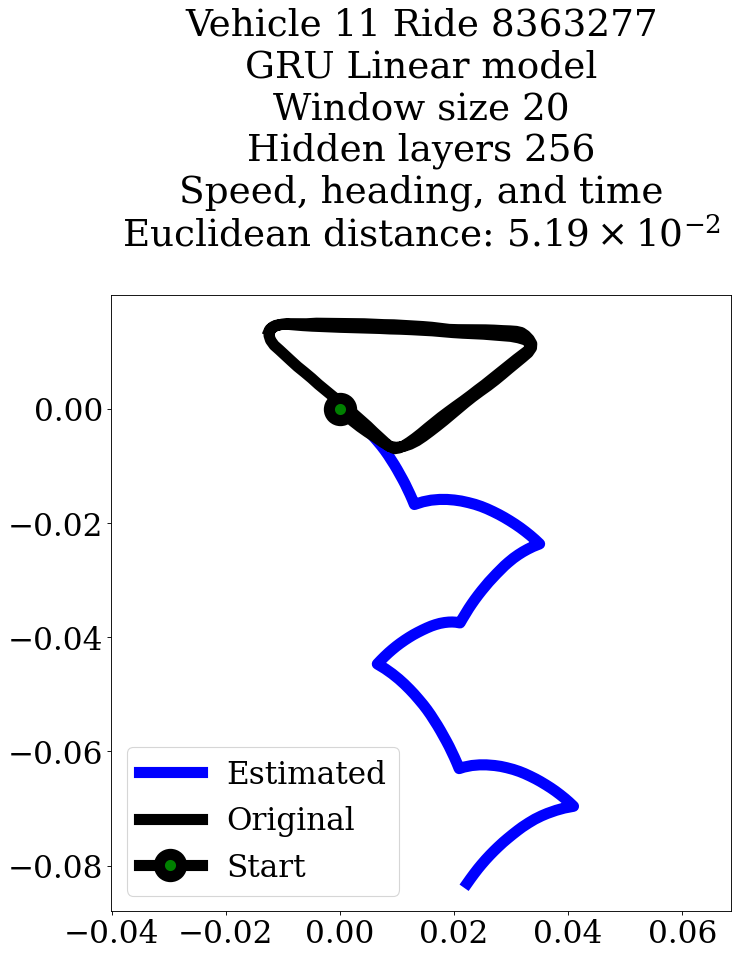 Vehicle 11 Ride 8363277
GRU Linear model
Window size 20
Hidden layers 256
Speed, heading, and time
Euclidean distance: 5.19 × 10⁻²
0.00
−0.02
−0.04
−0.06
−0.08
Estimated
Original
Start
−0.04 −0.02 0.00 0.02 0.04 0.06